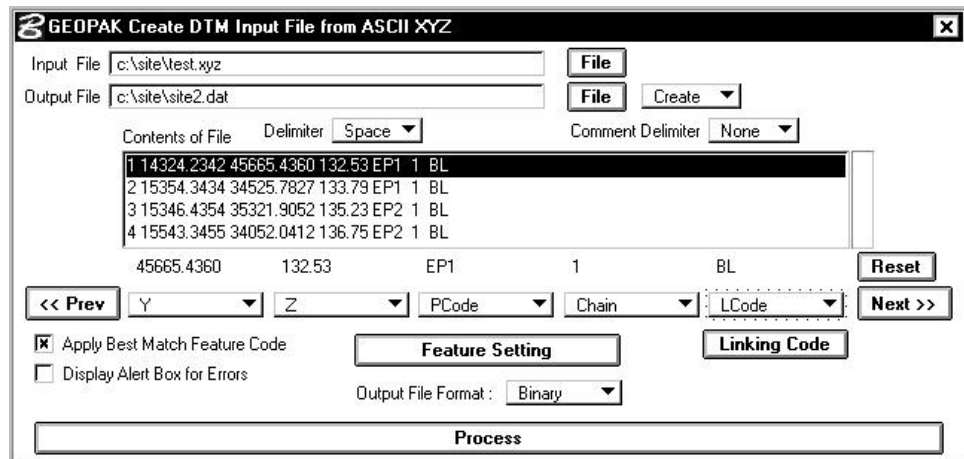 GEOPAK Create DTM Input File from ASCII XYZ
Input File c:\site\test.xyz File
Output File c:\site\site2.dat File Create
Contents of File Delimiter Space Comment Delimiter None
1 14324.2342 45665.4360 132.53 EP1 1 BL
2 15354.3434 34525.7827 133.79 EP1 1 BL
3 15346.4354 35321.9052 135.23 EP2 1 BL
4 15543.3455 34052.0412 136.75 EP2 1 BL
45665.4360 132.53 EP1 1 BL Reset
<< Prev Y Z PCode Chain LCode Next >>
Apply Best Match Feature Code Feature Setting Linking Code
Display Alert Box for Errors
Output File Format : Binary
Process